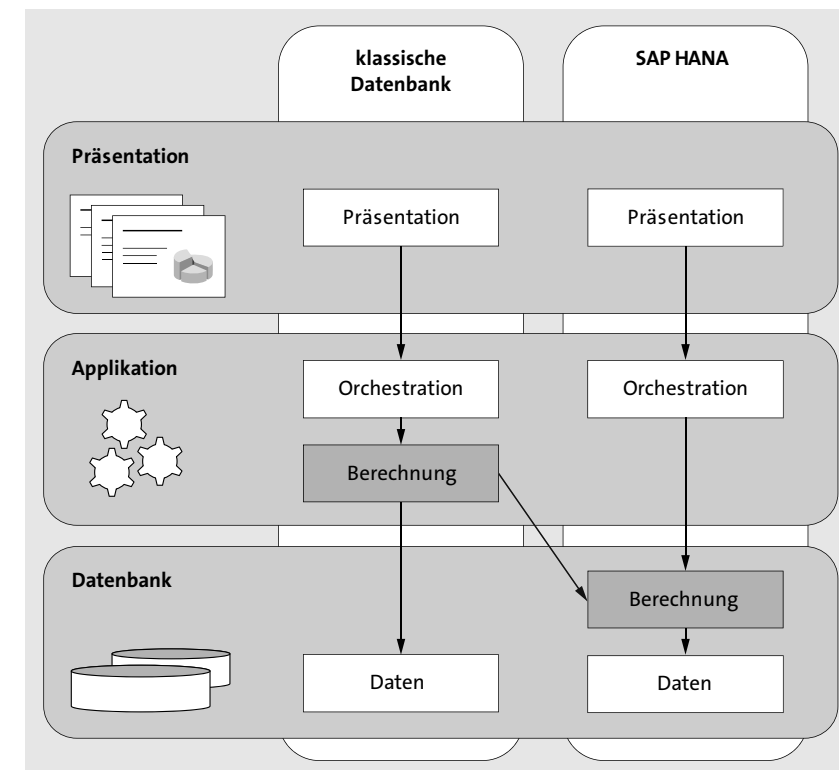 klassische
Datenbank
SAP HANA
Präsentation
Präsentation
Präsentation
Applikation
Orchestration
Orchestration
Berechnung
Datenbank
Berechnung
Daten
Daten